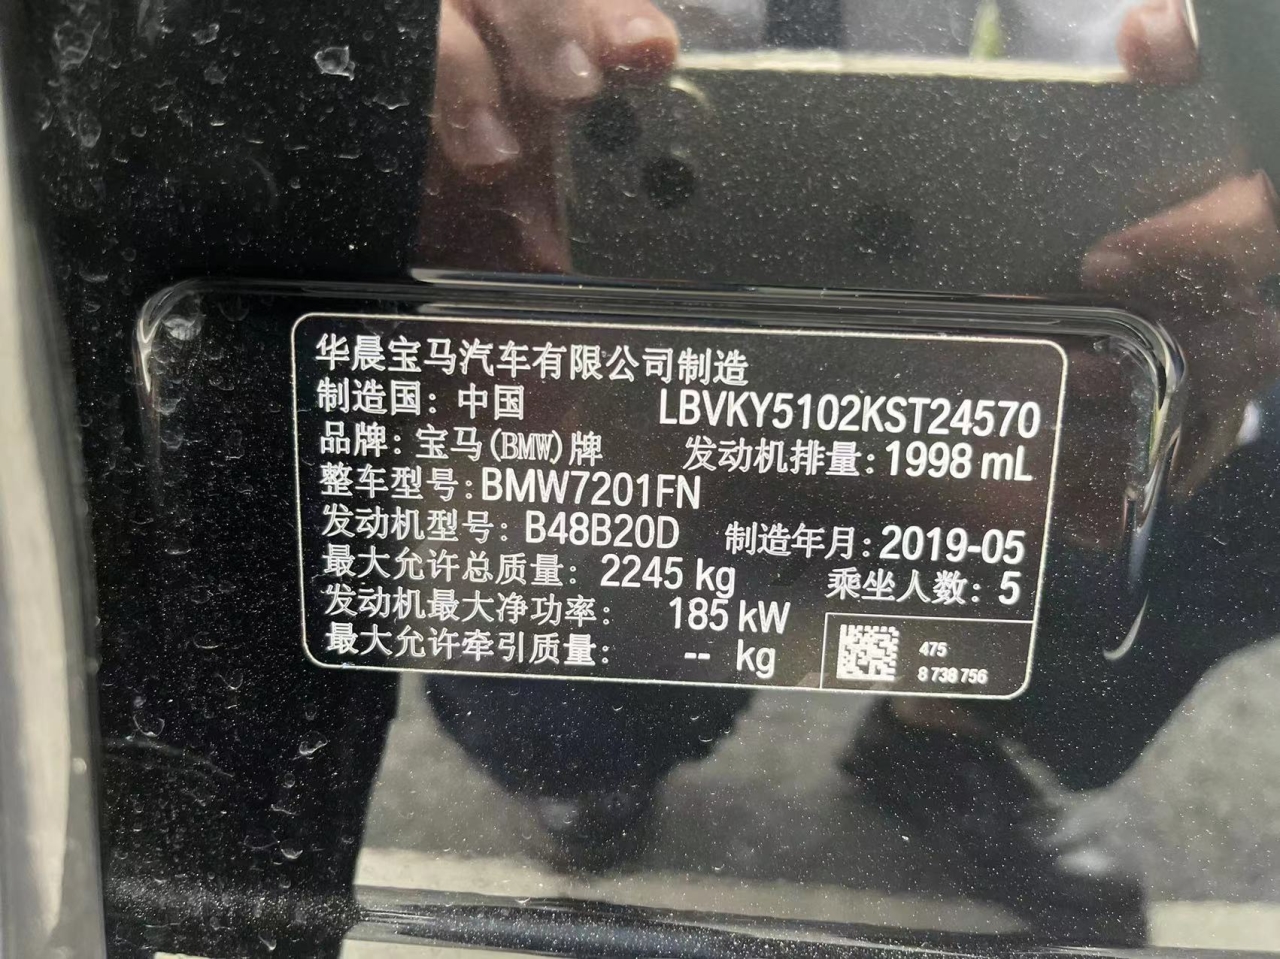 华晨宝马汽车有限公司制造
制造国：中国 LBVKY5102KST24570
品牌：宝马(BMW)牌 发动机排量：1998 mL
整车型号：BMW7201FN
发动机型号：B48B20D 制造年月：2019-05
最大允许总质量：2245 kg 乘坐人数：5
发动机最大净功率：185 kW
最大允许牵引质量：-- kg
475
8 738 756